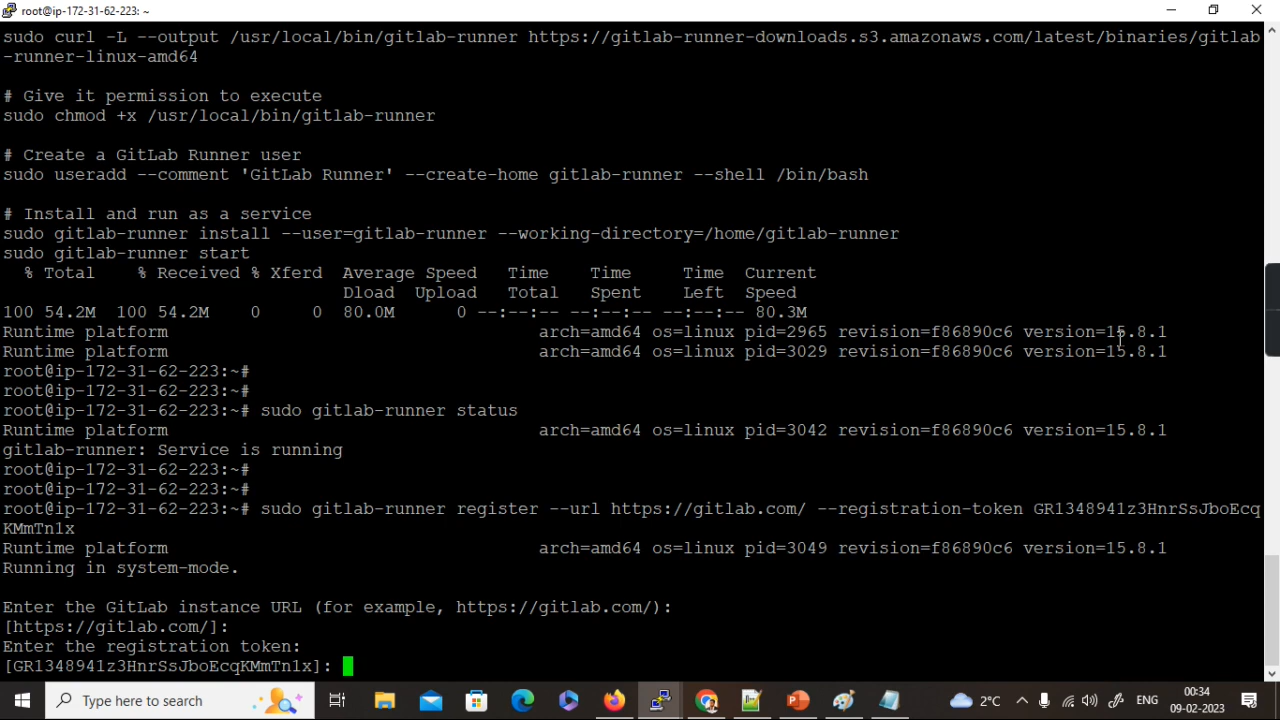 root@ip-172-31-62-223: ~
sudo curl -L --output /usr/local/bin/gitlab-runner https://gitlab-runner-downloads.s3.amazonaws.com/latest/binaries/gitlab
-runner-linux-amd64
# Give it permission to execute
sudo chmod +x /usr/local/bin/gitlab-runner
# Create a GitLab Runner user
sudo useradd --comment 'GitLab Runner' --create-home gitlab-runner --shell /bin/bash
# Install and run as a service
sudo gitlab-runner install --user=gitlab-runner --working-directory=/home/gitlab-runner
sudo gitlab-runner start
% Total % Received % Xferd Average Speed Time Time Time Current
Dload Upload Total Spent Left Speed
100 54.2M 100 54.2M 0 0 80.0M 0 --:--:-- --:--:-- --:--:-- 80.3M
Runtime platform arch=amd64 os=linux pid=2965 revision=f86890c6 version=15.8.1
Runtime platform arch=amd64 os=linux pid=3029 revision=f86890c6 version=15.8.1
root@ip-172-31-62-223:~#
root@ip-172-31-62-223:~#
root@ip-172-31-62-223:~# sudo gitlab-runner status
Runtime platform arch=amd64 os=linux pid=3042 revision=f86890c6 version=15.8.1
gitlab-runner: Service is running
root@ip-172-31-62-223:~#
root@ip-172-31-62-223:~#
root@ip-172-31-62-223:~# sudo gitlab-runner register --url https://gitlab.com/ --registration-token GR1348941z3HnrSsJboEcq
KMmTn1x
Runtime platform arch=amd64 os=linux pid=3049 revision=f86890c6 version=15.8.1
Running in system-mode.
Enter the GitLab instance URL (for example, https://gitlab.com/):
[https://gitlab.com/]:
Enter the registration token:
[GR1348941z3HnrSsJboEcqKMmTn1x]:
Type here to search
2°C
ENG
00:34
09-02-2023